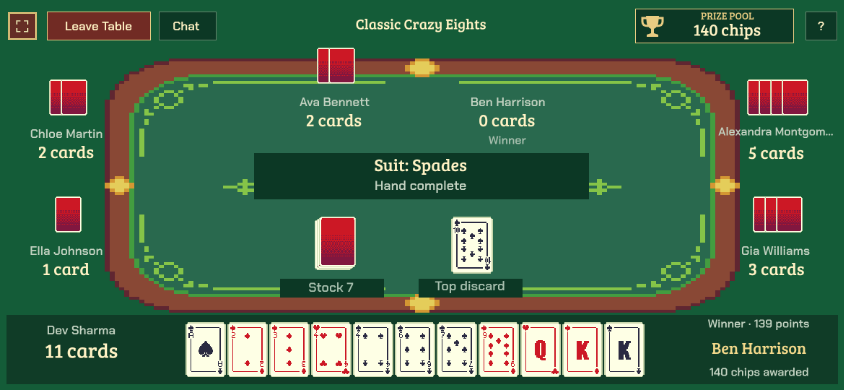 Leave Table
Chat
Classic Crazy Eights
PRIZE POOL
140 chips
?
Ava Bennett
2 cards
Ben Harrison
0 cards
Winner
Chloe Martin
2 cards
Alexandra Montgom...
5 cards
Suit: Spades
Hand complete
Ella Johnson
1 card
Gia Williams
3 cards
Stock 7
Top discard
Dev Sharma
11 cards
Q
K
K
Winner · 139 points
Ben Harrison
140 chips awarded